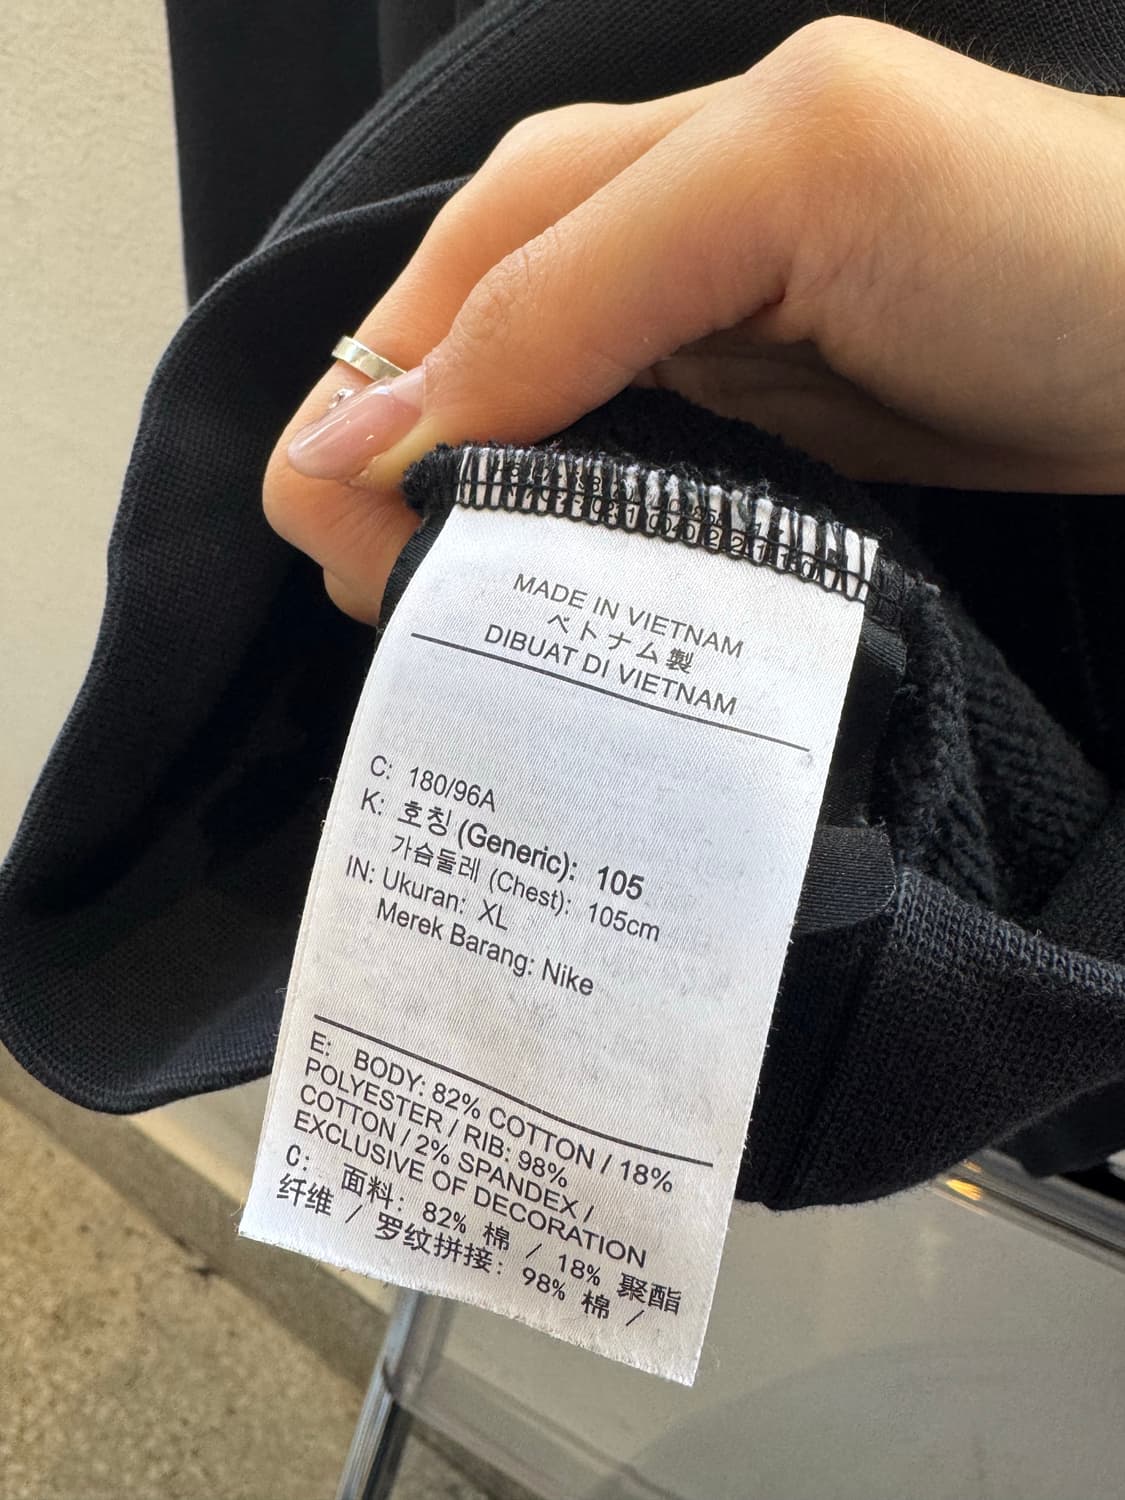 MADE IN VIETNAM
ベトナム製
DIBUAT DI VIETNAM
C: 180/96A
K: 호칭 (Generic): 105
가슴둘레 (Chest): 105cm
IN: Ukuran: XL
Merek Barang: Nike
E: BODY: 82% COTTON / 18%
POLYESTER / RIB: 98%
COTTON / 2% SPANDEX /
EXCLUSIVE OF DECORATION
C: 面料: 82% 棉 / 18% 聚酯
纤维 / 罗纹拼接: 98% 棉 /